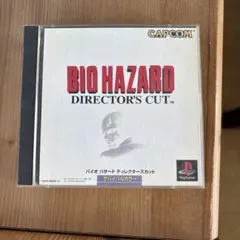 CAPCOM
BIO HAZARD
DIRECTOR'S CUT
TM
バイオ ハザード ディレクターズカット
PlayStation